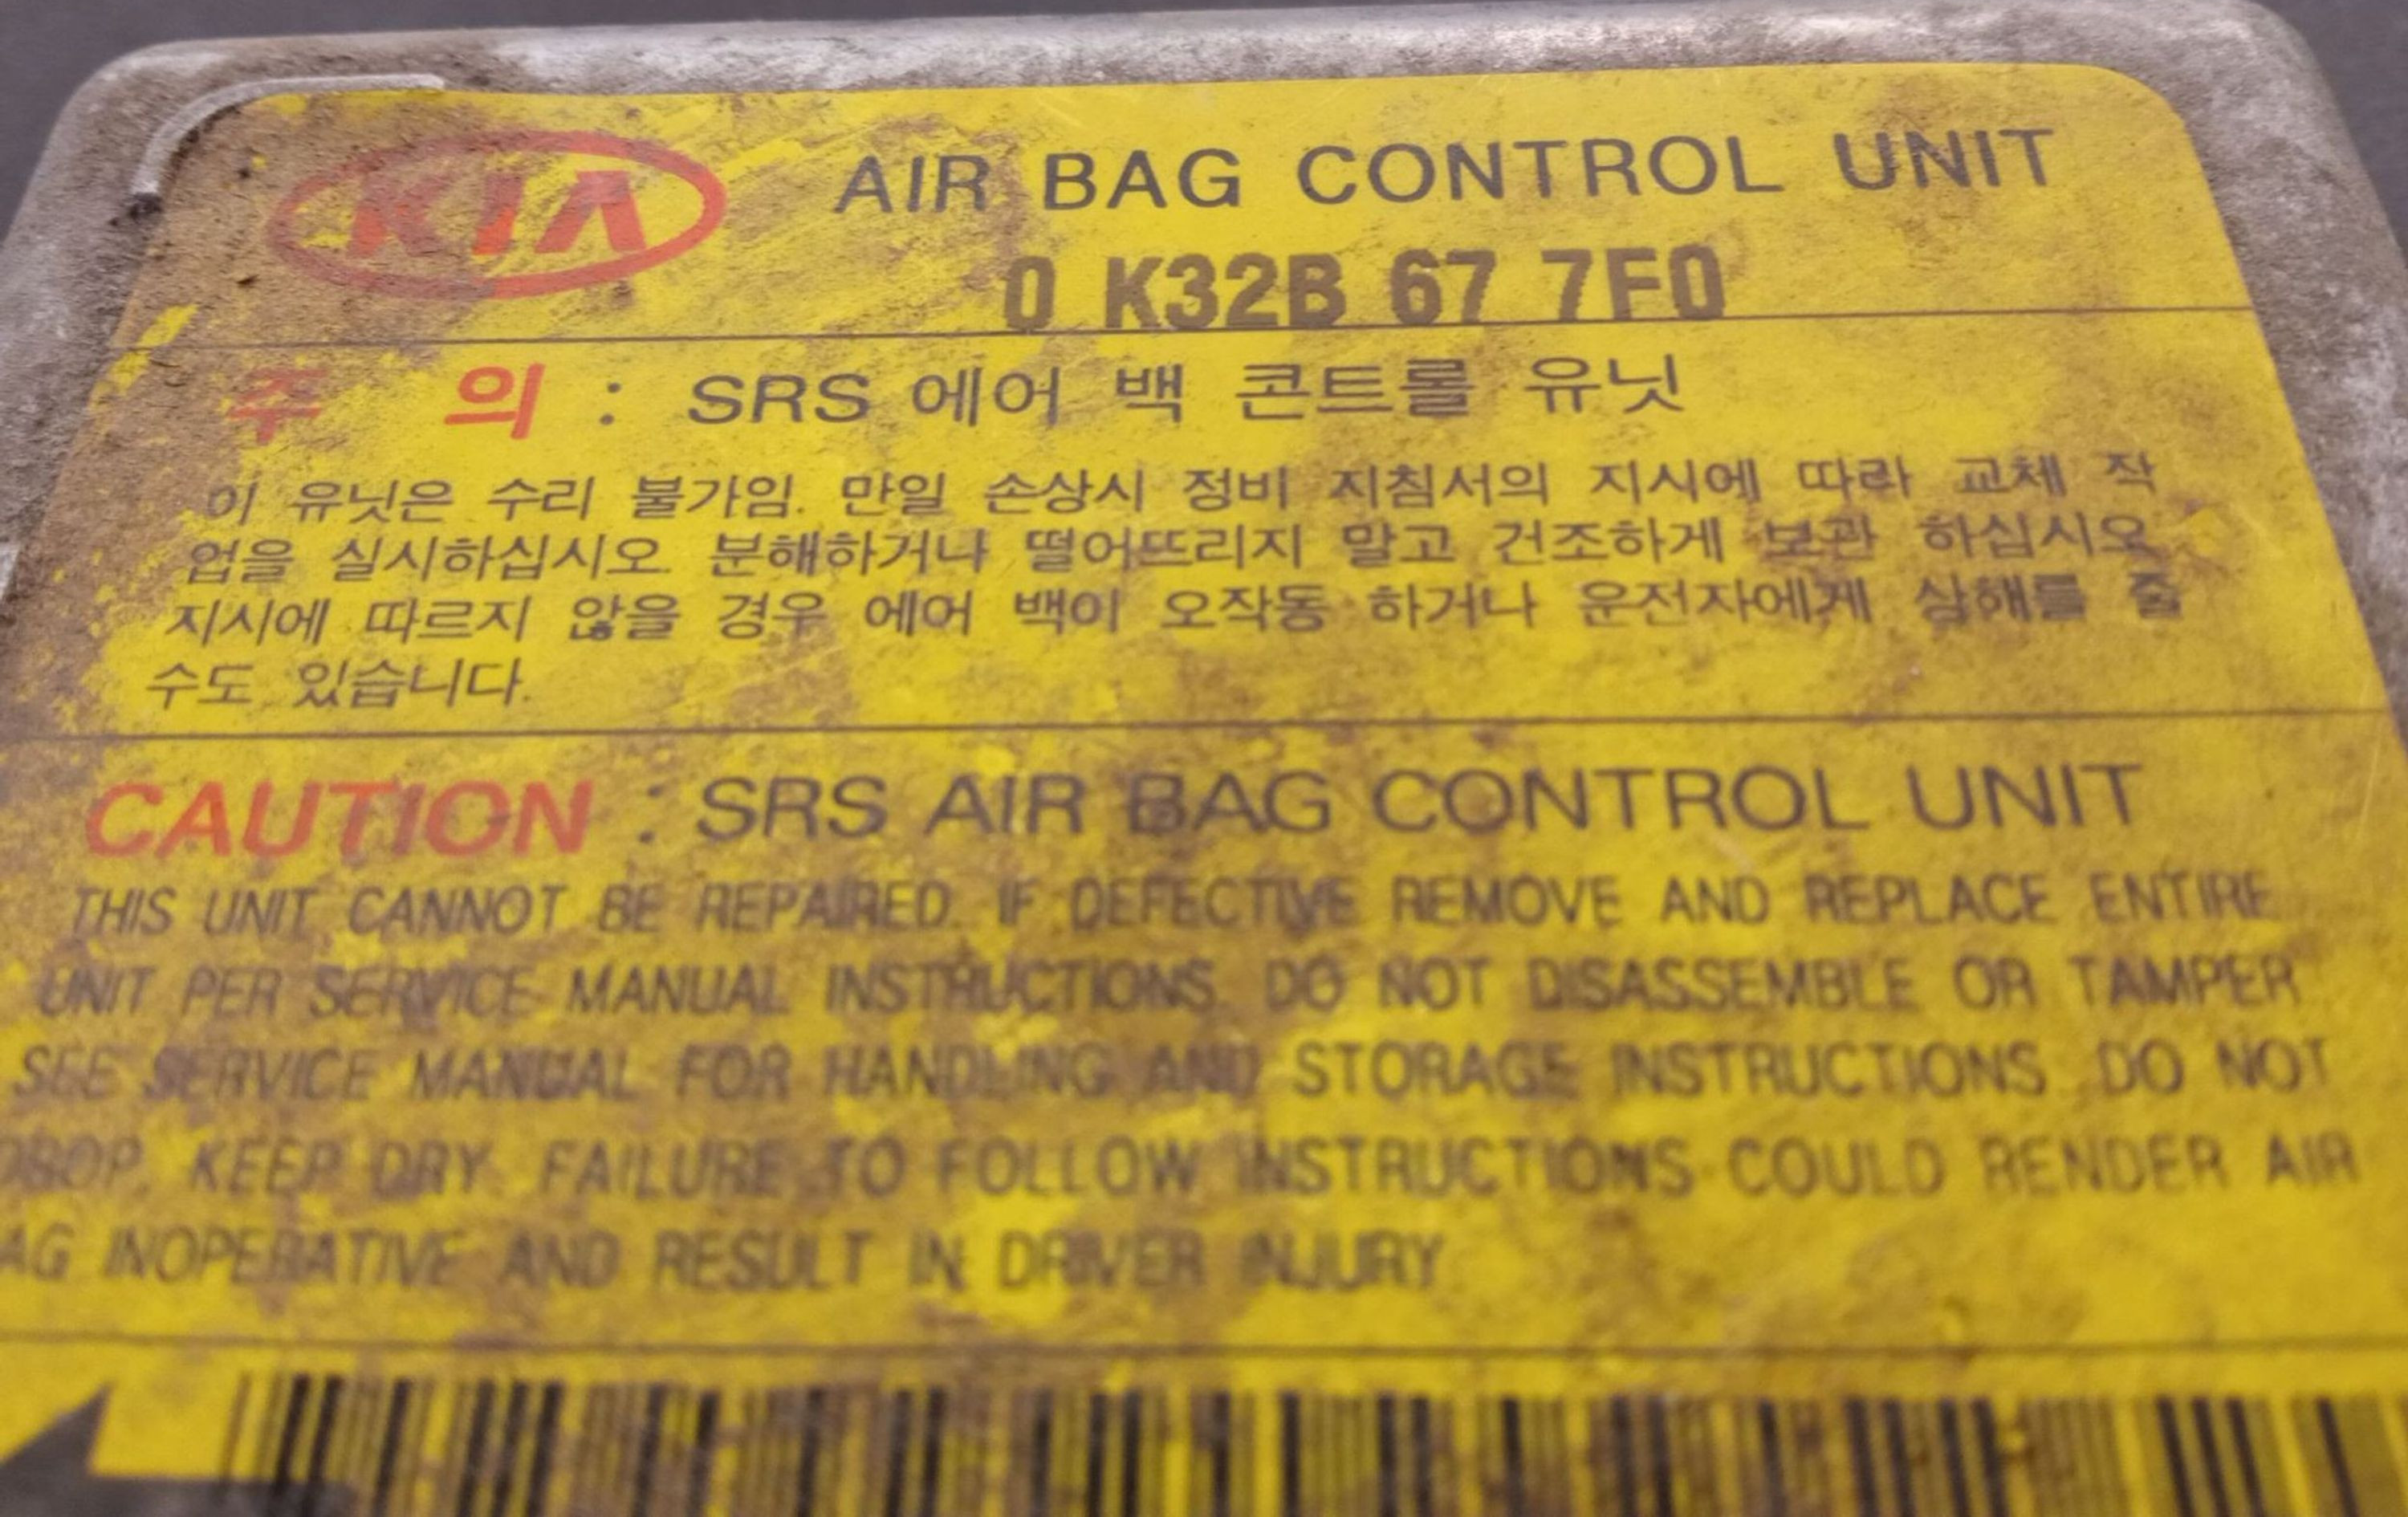 KIA AIR BAG CONTROL UNIT
0 K32B 67 7F0
주 의 : SRS 에어 백 콘트롤 유닛
이 유닛은 수리 불가임. 만일 손상시 정비 지침서의 지시에 따라 교체 작
업을 실시하십시오. 분해하거나 떨어뜨리지 말고 건조하게 보관 하십시오
지시에 따르지 않을 경우 에어 백이 오작동 하거나 운전자에게 상해를 줄
수도 있습니다.
CAUTION : SRS AIR BAG CONTROL UNIT
THIS UNIT CANNOT BE REPAIRED. IF DEFECTIVE REMOVE AND REPLACE ENTIRE
UNIT PER SERVICE MANUAL INSTRUCTIONS. DO NOT DISASSEMBLE OR TAMPER
SEE SERVICE MANUAL FOR HANDLING AND STORAGE INSTRUCTIONS. DO NOT
DROP. KEEP DRY. FAILURE TO FOLLOW INSTRUCTIONS COULD RENDER AIR
AG INOPERATIVE AND RESULT IN DRIVER INJURY